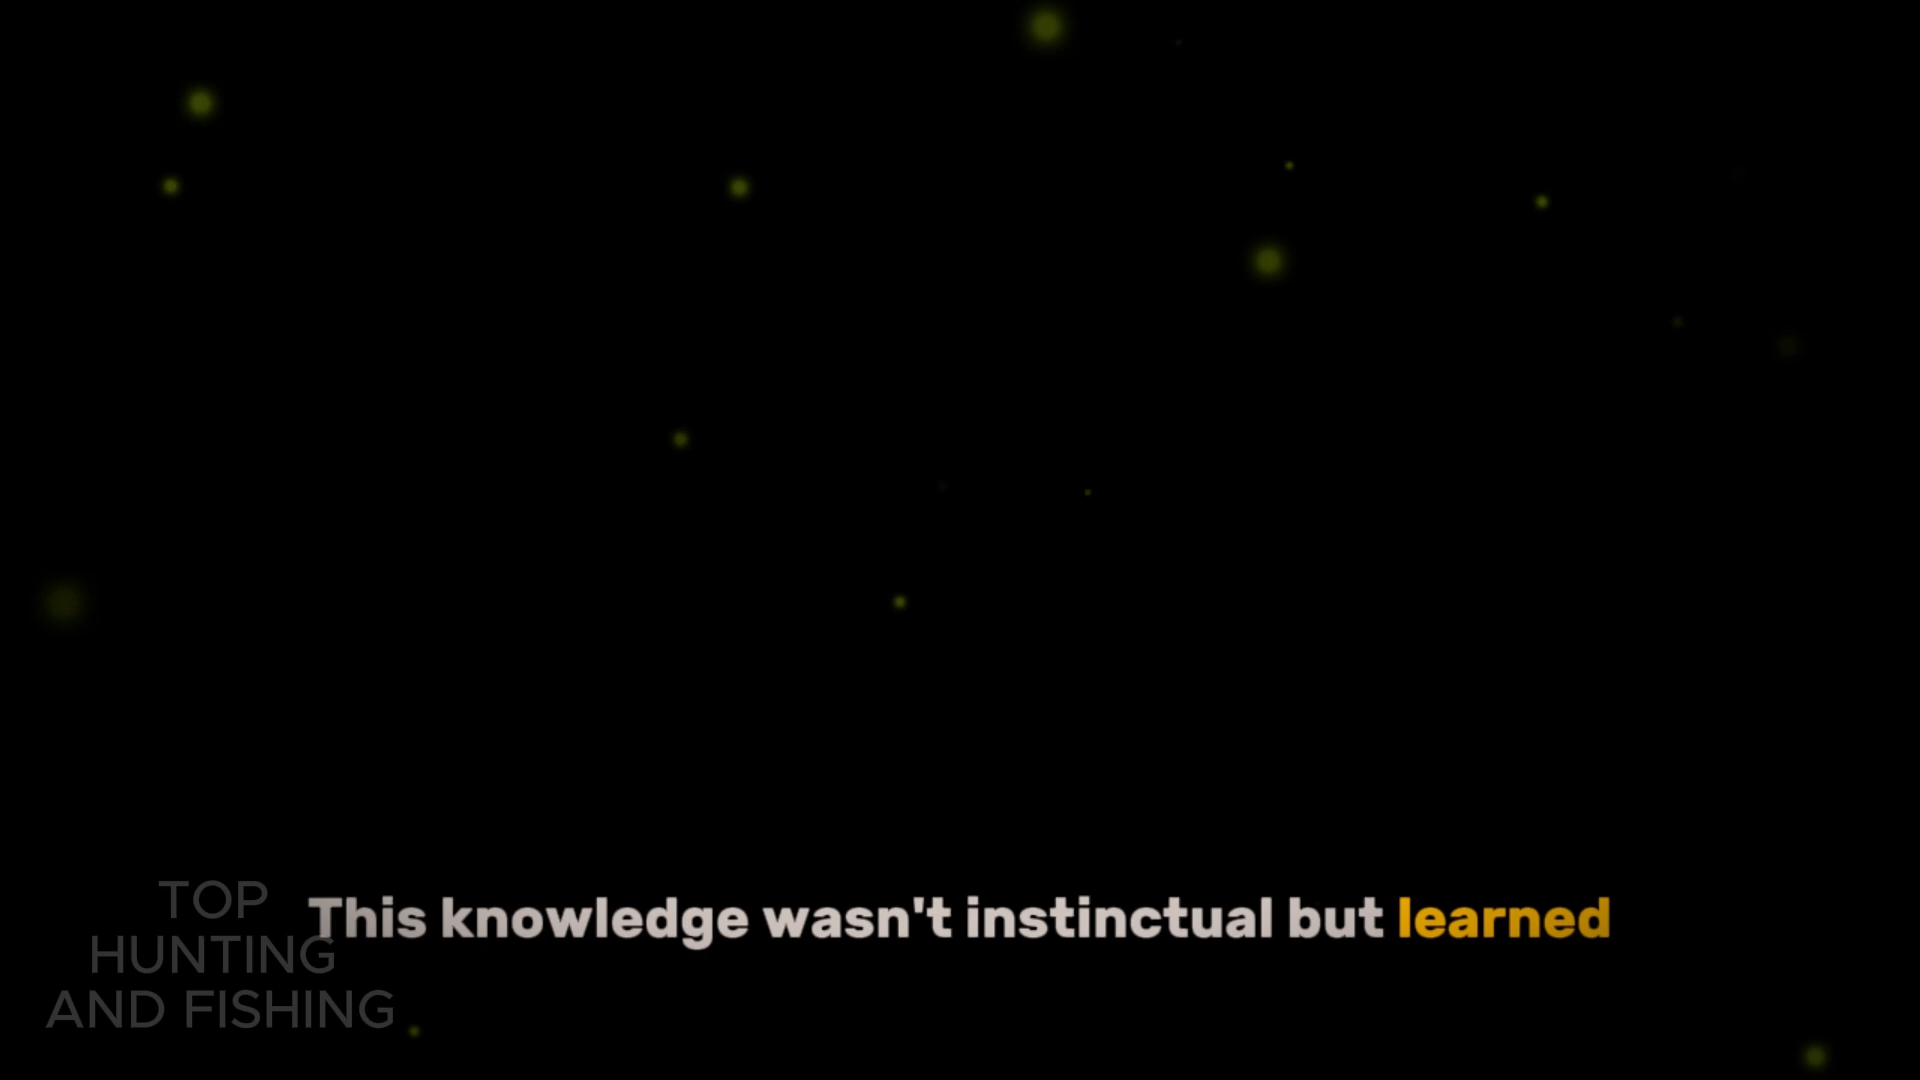 This knowledge wasn't instinctual but learned
TOP
HUNTING
AND FISHING